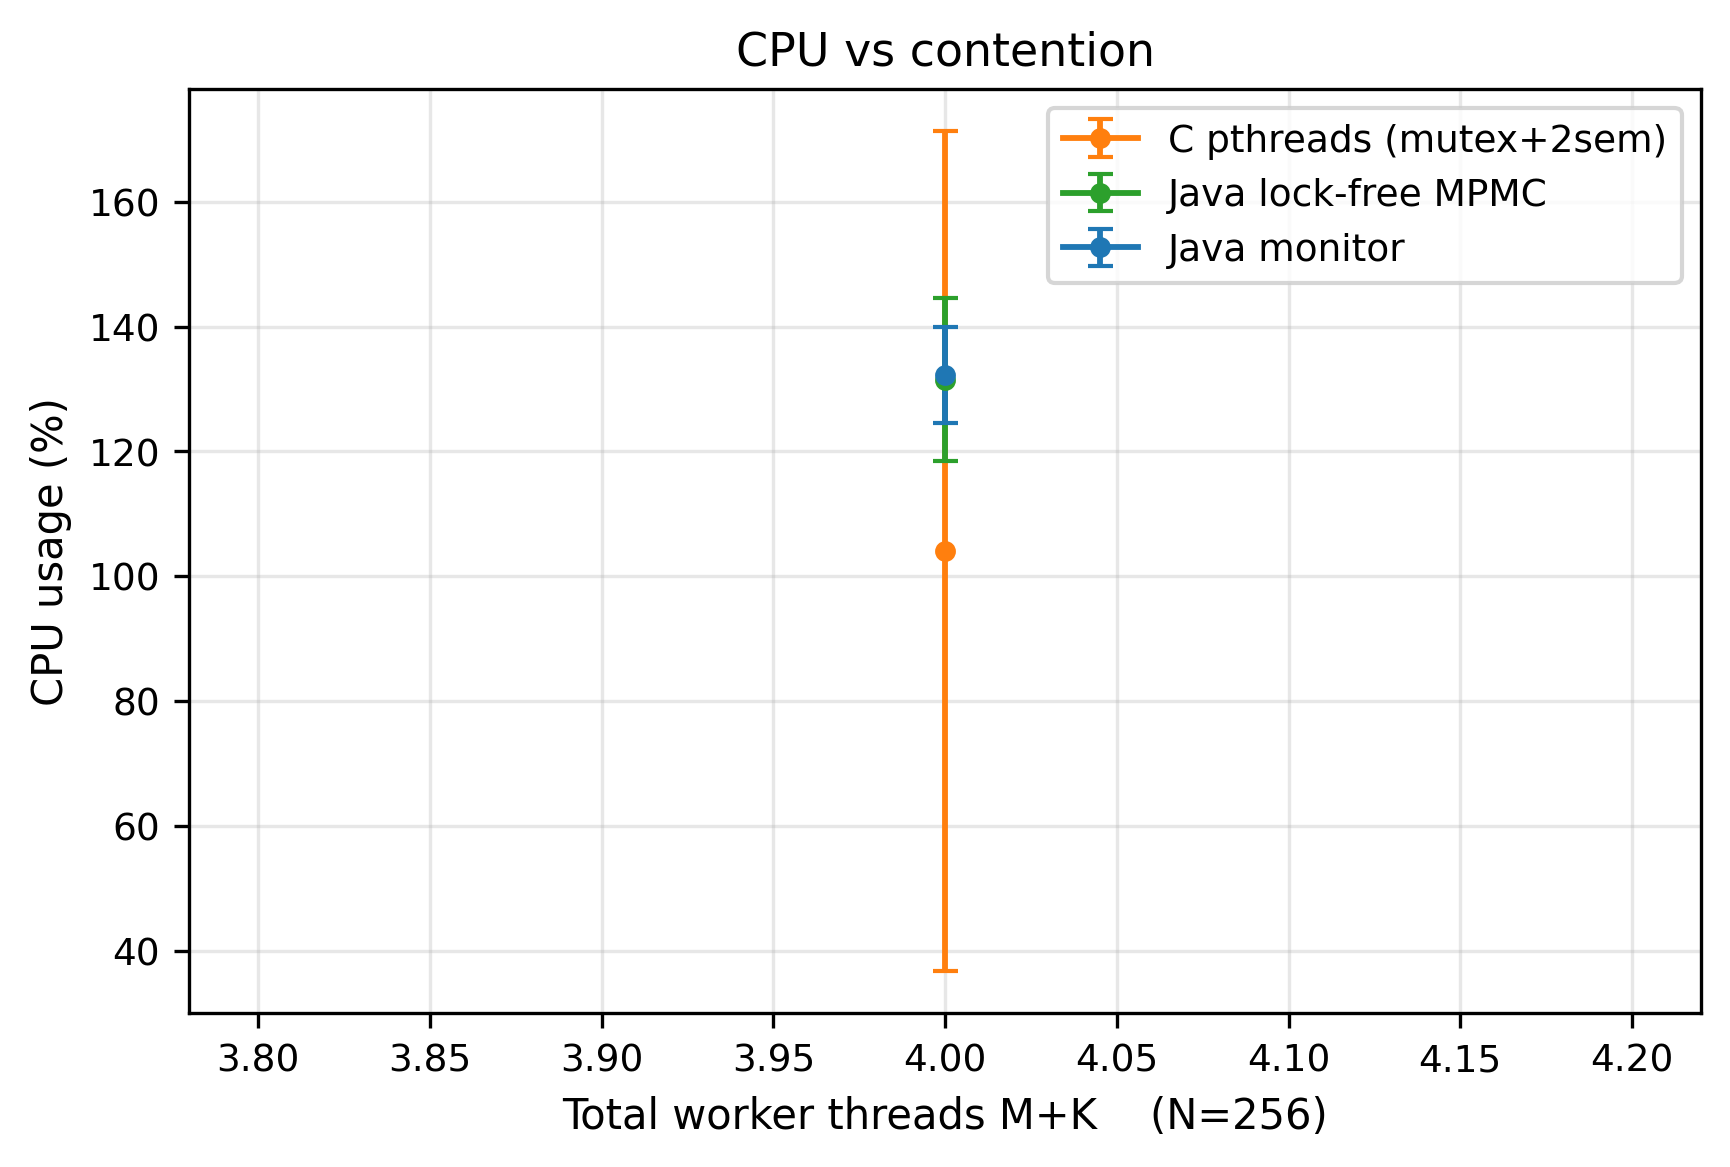 CPU vs contention
C pthreads (mutex+2sem)
Java lock-free MPMC
Java monitor
CPU usage (%)
160
140
120
100
80
60
40
3.80 3.85 3.90 3.95 4.00 4.05 4.10 4.15 4.20
Total worker threads M+K (N=256)